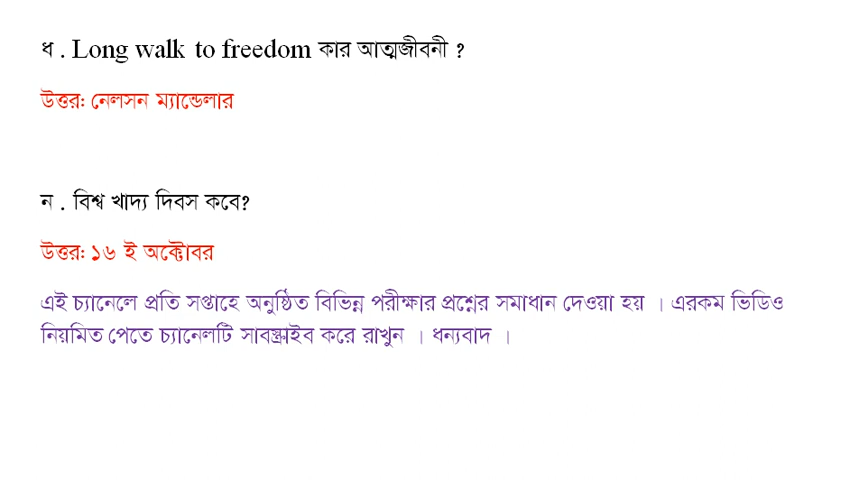 ধ . Long walk to freedom কার আত্মজীবনী ?
উত্তর: নেলসন ম্যান্ডেলার
ন . বিশ্ব খাদ্য দিবস কবে?
উত্তর: ১৬ ই অক্টোবর
এই চ্যানেলে প্রতি সপ্তাহে অনুষ্ঠিত বিভিন্ন পরীক্ষার প্রশ্নের সমাধান দেওয়া হয় । এরকম ভিডিও
নিয়মিত পেতে চ্যানেলটি সাবস্ক্রাইব করে রাখুন । ধন্যবাদ ।